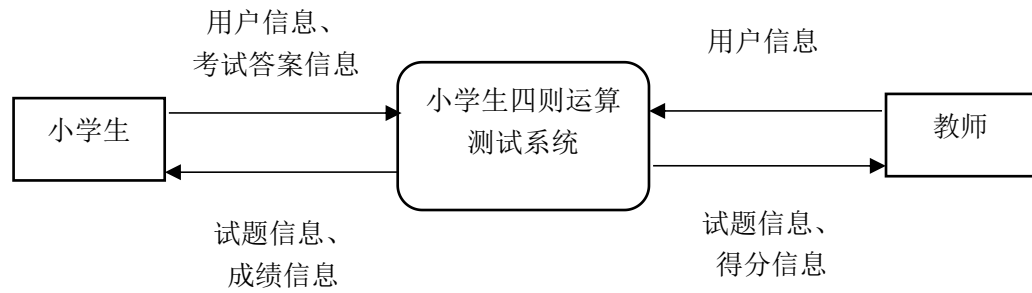 用户信息、
考试答案信息
用户信息
小学生
小学生四则运算
测试系统
教师
试题信息、
成绩信息
试题信息、
得分信息